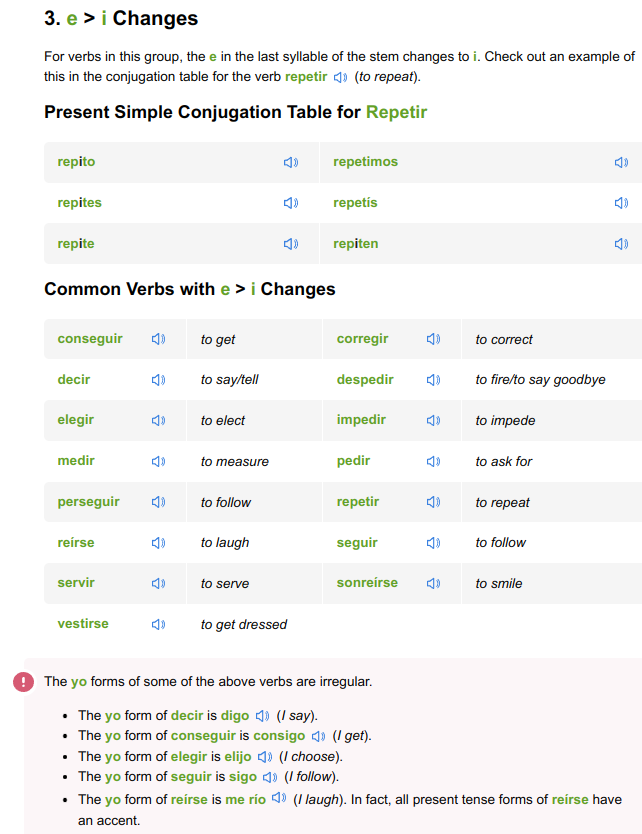 3. e > i Changes
For verbs in this group, the e in the last syllable of the stem changes to i. Check out an example of
this in the conjugation table for the verb repetir (to repeat).
Present Simple Conjugation Table for Repetir
repito repetimos
repites repetis
repite repiten
Common Verbs with e > i Changes
conseguir to get corregir to correct
decir to say/tell despedir to fire/to say goodbye
elegir to elect impedir to impede
medir to measure pedir to ask for
perseguir to follow repetir to repeat
reírse to laugh seguir to follow
servir to serve sonreírse to smile
vestirse to get dressed
The yo forms of some of the above verbs are irregular.
• The yo form of decir is digo (I say).
• The yo form of conseguir is consigo (I get).
• The yo form of elegir is elijo (I choose).
• The yo form of seguir is sigo (I follow).
• The yo form of reírse is me río (I laugh). In fact, all present tense forms of reírse have
an accent.